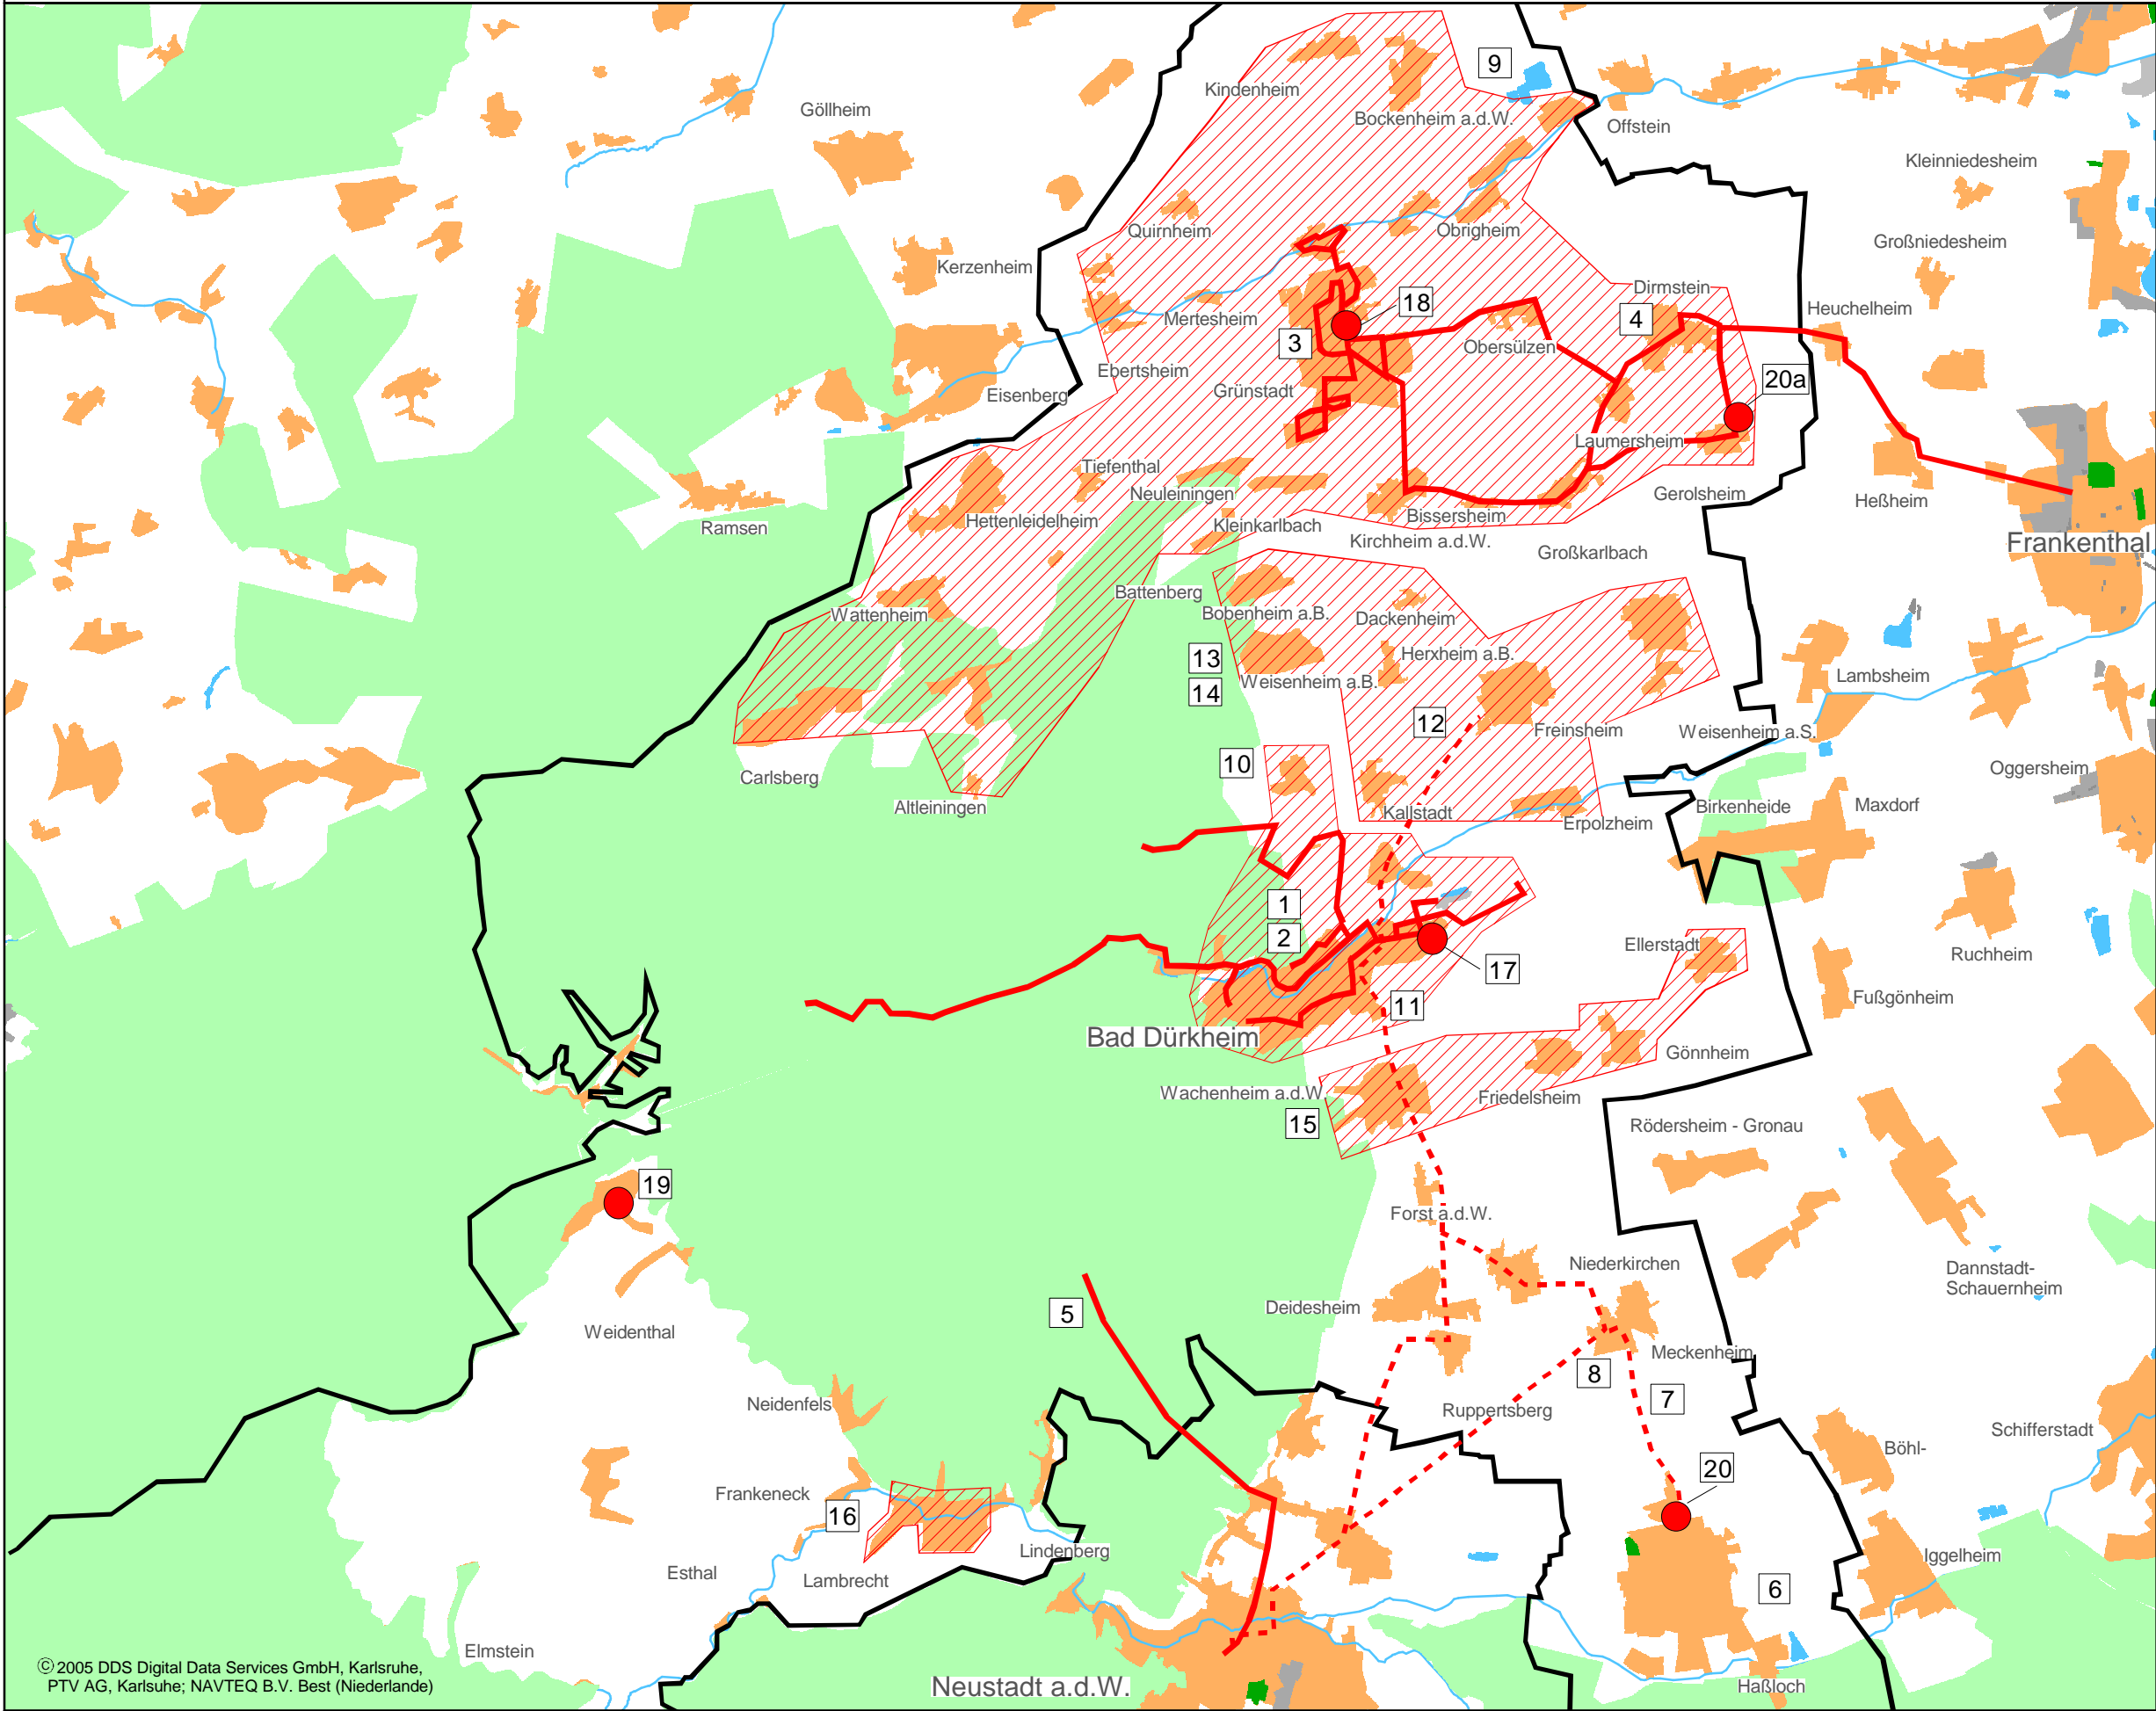 9
Kindenheim
Göllheim
Bockenheim a.d.W.
Offstein
Kleinniedesheim
Quirnheim
Obrigheim
Großniedesheim
Kerzenheim
Dirmstein
18
Heuchelheim
Mertesheim
4
3
Obersülzen
Ebertsheim
20a
Grünstadt
Eisenberg
Laumersheim
Tiefenthal
Neuleiningen
Gerolsheim
Heßheim
Hettenleidelheim
Kleinkarlbach
Bissersheim
Ramsen
Kirchheim a.d.W.
Großkarlbach
Frankenthal
Battenberg
Wattenheim
Bobenheim a.B.
Dackenheim
13
Herxheim a.B.
Lambsheim
14
Weisenheim a.B.
12
Freinsheim
Weisenheim a.S.
10
Oggersheim
Carlsberg
Altleiningen
Kallstadt
Birkenheide
Maxdorf
Erpolzheim
1
2
Ellerstadt
Ruchheim
17
Fußgönheim
11
Bad Dürkheim
Gönnheim
Wachenheim a.d.W
Friedelsheim
15
Rödersheim - Gronau
19
Forst a.d.W.
Niederkirchen
Dannstadt-
Schauernheim
Deidesheim
5
Weidenthal
Meckenheim
8
7
Neidenfels
Ruppertsberg
Schifferstadt
Böhl-
20
Frankeneck
16
Lindenberg
Iggelheim
Esthal
Lambrecht
6
Elmstein
Haßloch
Neustadt a.d.W.
© 2005 DDS Digital Data Services GmbH, Karlsruhe,
PTV AG, Karlsuhe; NAVTEQ B.V. Best (Niederlande)